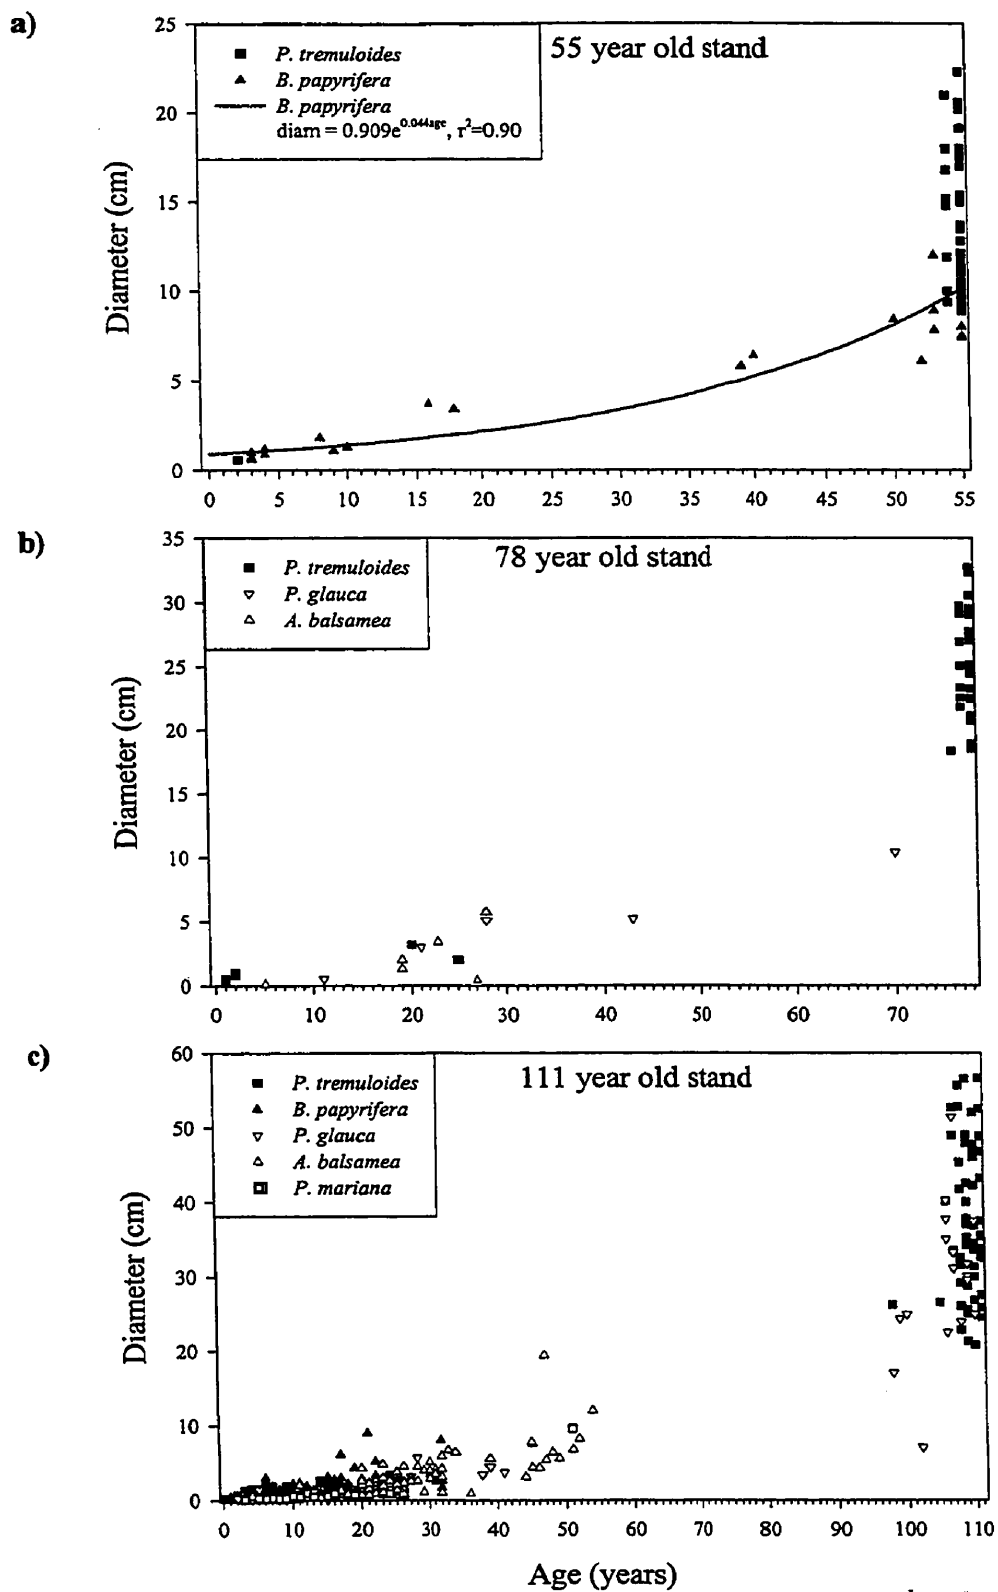 a)
25
20
15
10
5
0
Diameter (cm)
55 year old stand
P. tremuloides
B. papyrifera
B. papyrifera
diam = 0.909e^0.044age, r²=0.90
0 5 10 15 20 25 30 35 40 45 50 55
b)
35
30
25
20
15
10
5
0
Diameter (cm)
78 year old stand
P. tremuloides
P. glauca
A. balsamea
0 10 20 30 40 50 60 70
c)
60
50
40
30
20
10
0
Diameter (cm)
111 year old stand
P. tremuloides
B. papyrifera
P. glauca
A. balsamea
P. mariana
0 10 20 30 40 50 60 70 80 90 100 110
Age (years)